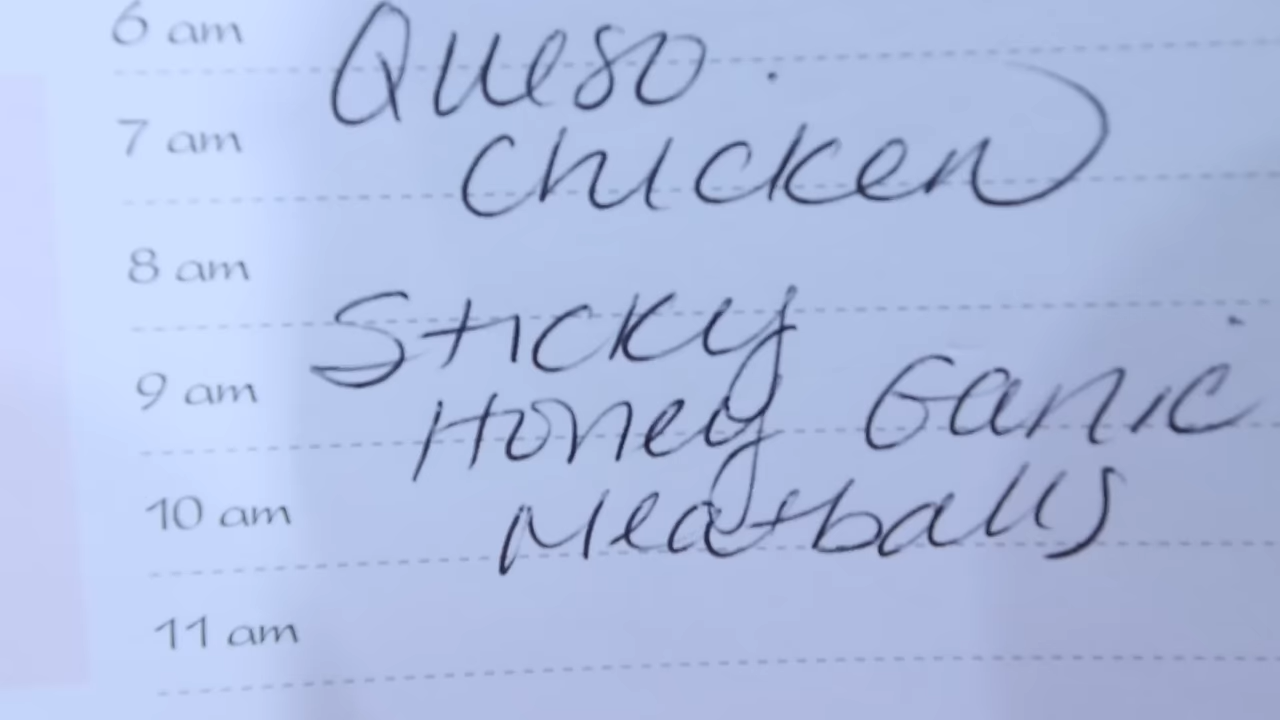 6 am
Queso
7 am
Chicken
8 am
Sticky
9 am
Honey Garlic
10 am
Meatballs
11 am